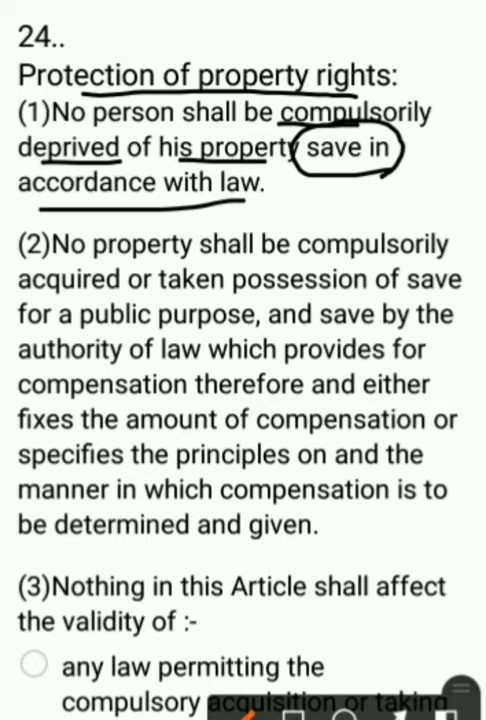 24..
Protection of property rights:
(1)No person shall be compulsorily
deprived of his property save in
accordance with law.
(2)No property shall be compulsorily
acquired or taken possession of save
for a public purpose, and save by the
authority of law which provides for
compensation therefore and either
fixes the amount of compensation or
specifies the principles on and the
manner in which compensation is to
be determined and given.
(3)Nothing in this Article shall affect
the validity of :-
any law permitting the
compulsory acquisition or taking